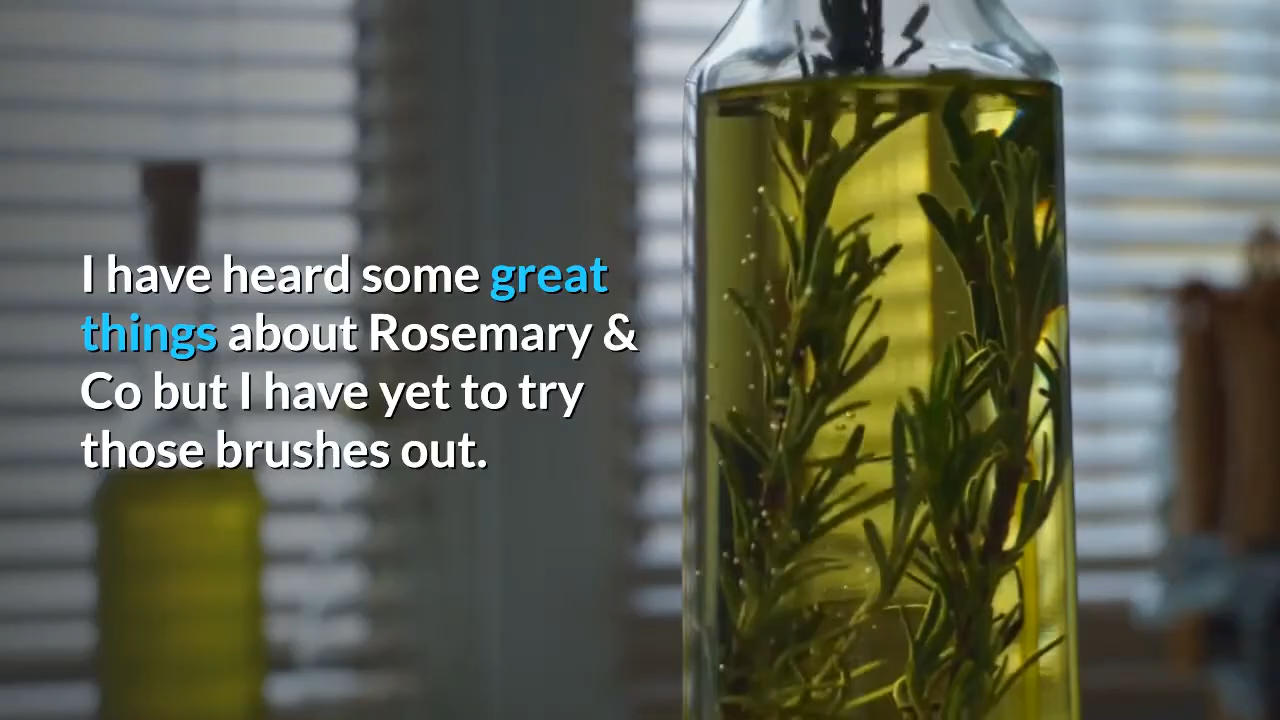 I have heard some great
things about Rosemary &
Co but I have yet to try
those brushes out.